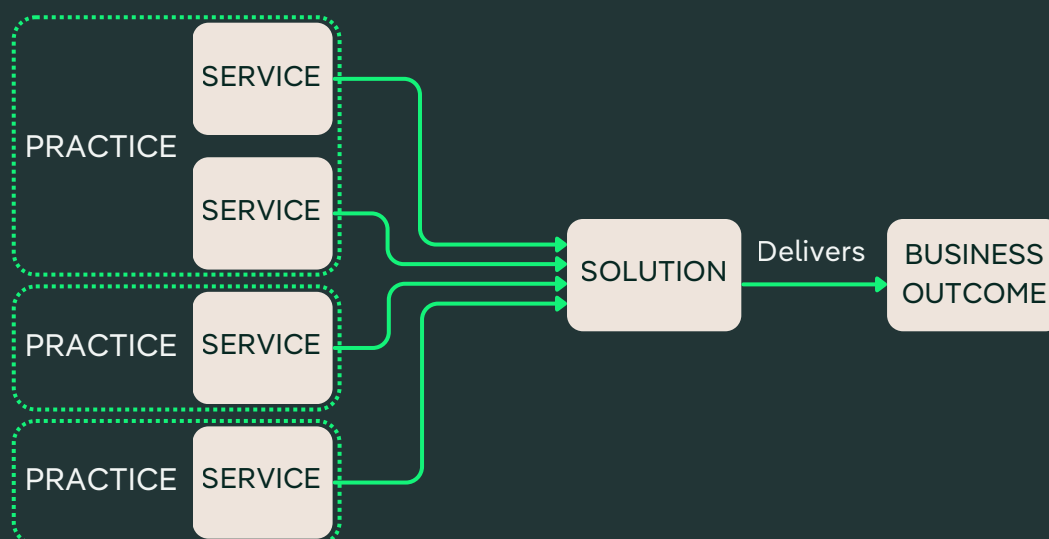 SERVICE
PRACTICE
SERVICE
SOLUTION
Delivers
BUSINESS
OUTCOME
PRACTICE
SERVICE
PRACTICE
SERVICE